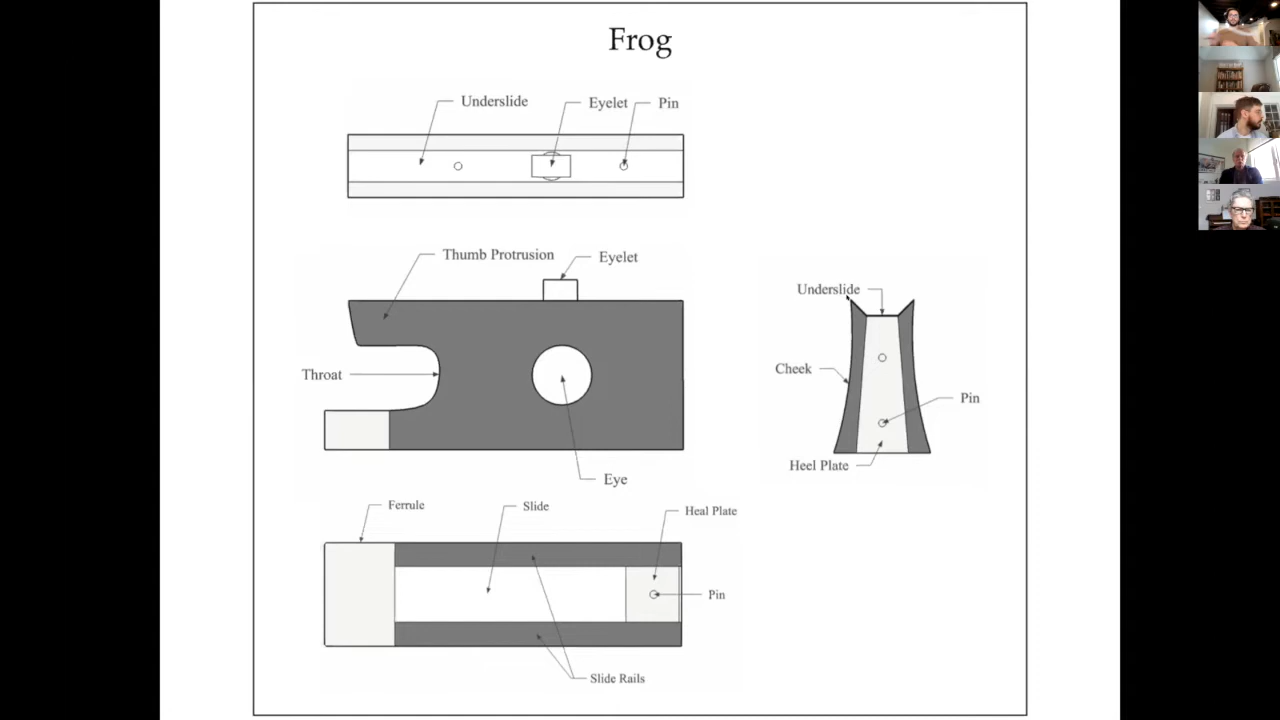 Frog
Underslide
Eyelet
Pin
Thumb Protrusion
Eyelet
Throat
Eye
Underslide
Cheek
Pin
Heel Plate
Ferrule
Slide
Heal Plate
Pin
Slide Rails